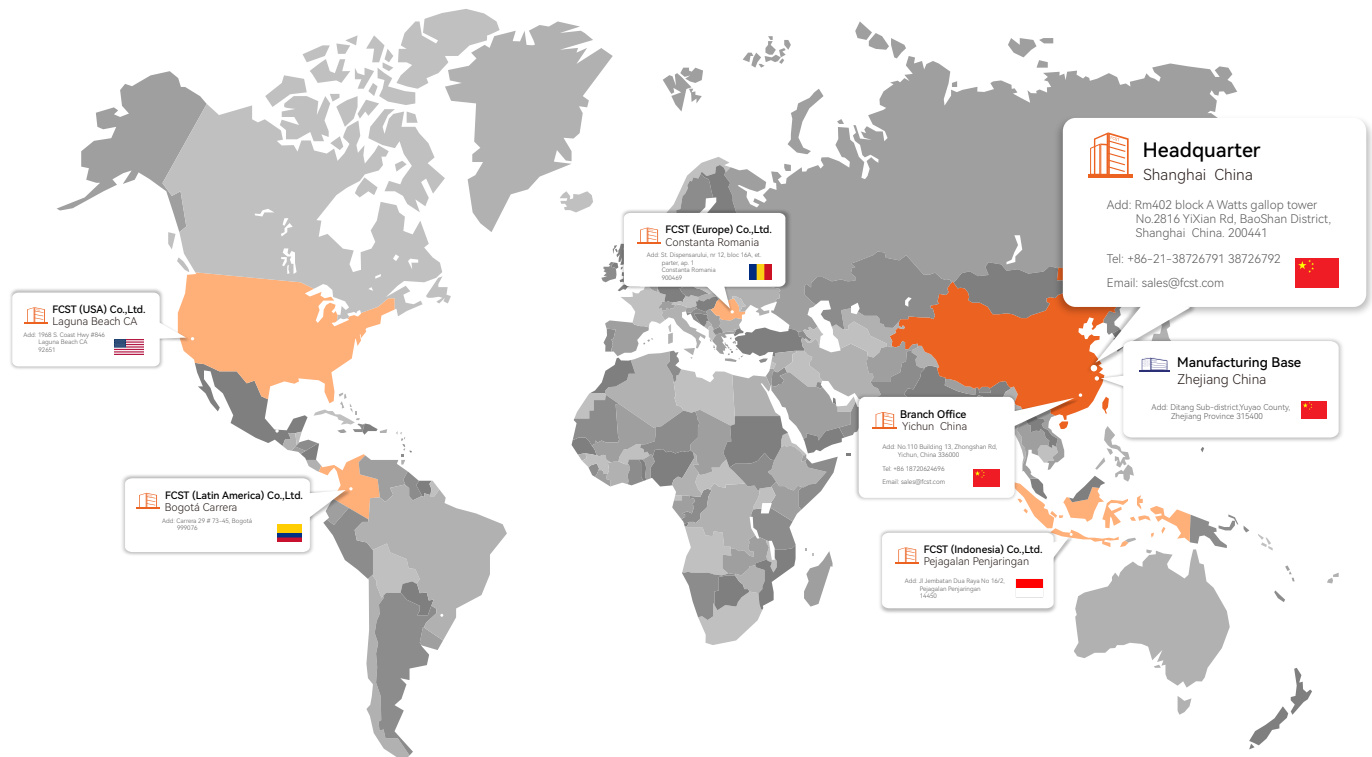 Headquarter
Shanghai China
Add: Rm402 block A Watts gallop tower
No.2816 YiXian Rd, BaoShan District,
Shanghai China. 200441
Tel: +86-21-38726791 38726792
Email: sales@fcst.com
FCST (Europe) Co.,Ltd.
Constanta Romania
Add: St. Dispensarului, nr 12, bloc 16A, et.
parter, ap. 1
Constanta Romania
900469
FCST (USA) Co.,Ltd.
Laguna Beach CA
Add: 1968 S. Coast Hwy #846
Laguna Beach CA
92651
Manufacturing Base
Zhejiang China
Add: Ditang Sub-district,Yuyao County,
Zhejiang Province 315400
Branch Office
Yichun China
Add: No.110 Building 13, Zhongshan Rd,
Yichun, China 336000
Tel: +86 18720624696
Email: sales@fcst.com
FCST (Latin America) Co.,Ltd.
Bogotá Carrera
Add: Carrera 29 # 73-45, Bogotá
999076
FCST (Indonesia) Co.,Ltd.
Pejagalan Penjaringan
Add: Jl Jembatan Dua Raya No 16/2,
Pejagalan Penjaringan
14450